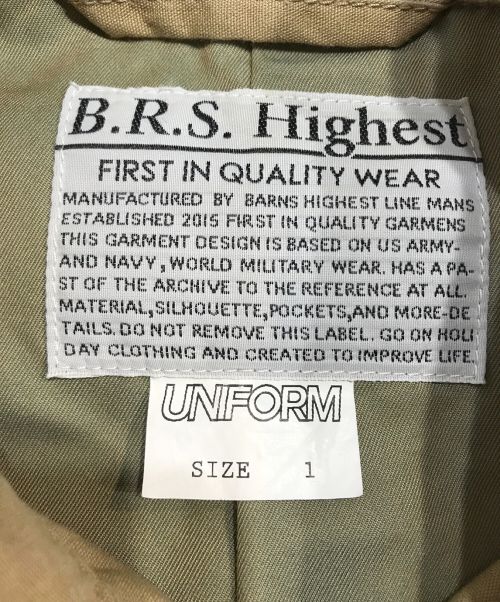 B.R.S. Highest
FIRST IN QUALITY WEAR
MANUFACTURED BY BARNS HIGHEST LINE MANS
ESTABLISHED 2015 FIRST IN QUALITY GARMENS
THIS GARMENT DESIGN IS BASED ON US ARMY-
AND NAVY, WORLD MILITARY WEAR. HAS A PA-
ST OF THE ARCHIVE TO THE REFERENCE AT ALL.
MATERIAL, SILHOUETTE, POCKETS, AND MORE-DE
TAILS. DO NOT REMOVE THIS LABEL. GO ON HOLI
DAY CLOTHING AND CREATED TO IMPROVE LIFE.
UNIFORM
SIZE 1